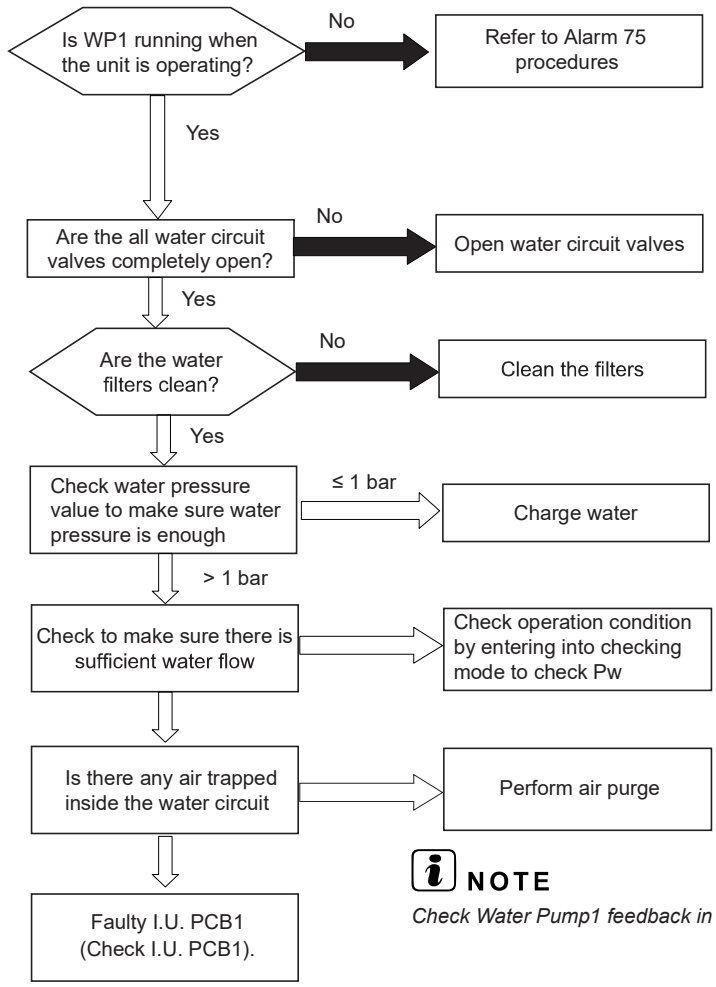 Is WP1 running when
the unit is operating?
No
Refer to Alarm 75
procedures
Yes
Are the all water circuit
valves completely open?
No
Open water circuit valves
Yes
Are the water
filters clean?
No
Clean the filters
Yes
Check water pressure
value to make sure water
pressure is enough
≤ 1 bar
Charge water
> 1 bar
Check to make sure there is
sufficient water flow
Check operation condition
by entering into checking
mode to check Pw
Is there any air trapped
inside the water circuit
Perform air purge
i NOTE
Check Water Pump1 feedback in
Faulty I.U. PCB1
(Check I.U. PCB1).